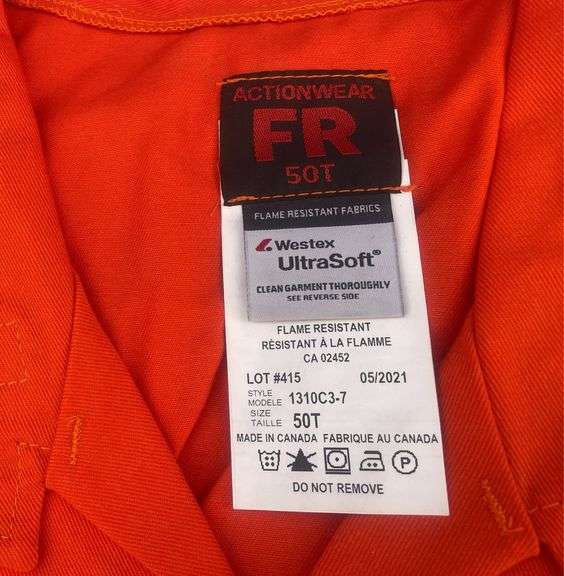 ACTIONWEAR
FR
50T
FLAME RESISTANT FABRICS
Westex
UltraSoft®
CLEAN GARMENT THOROUGHLY
SEE REVERSE SIDE
FLAME RESISTANT
RÉSISTANT À LA FLAMME
CA 02452
LOT #415 05/2021
STYLE
MODELE 1310C3-7
SIZE
TAILLE 50T
MADE IN CANADA FABRIQUE AU CANADA
P
DO NOT REMOVE